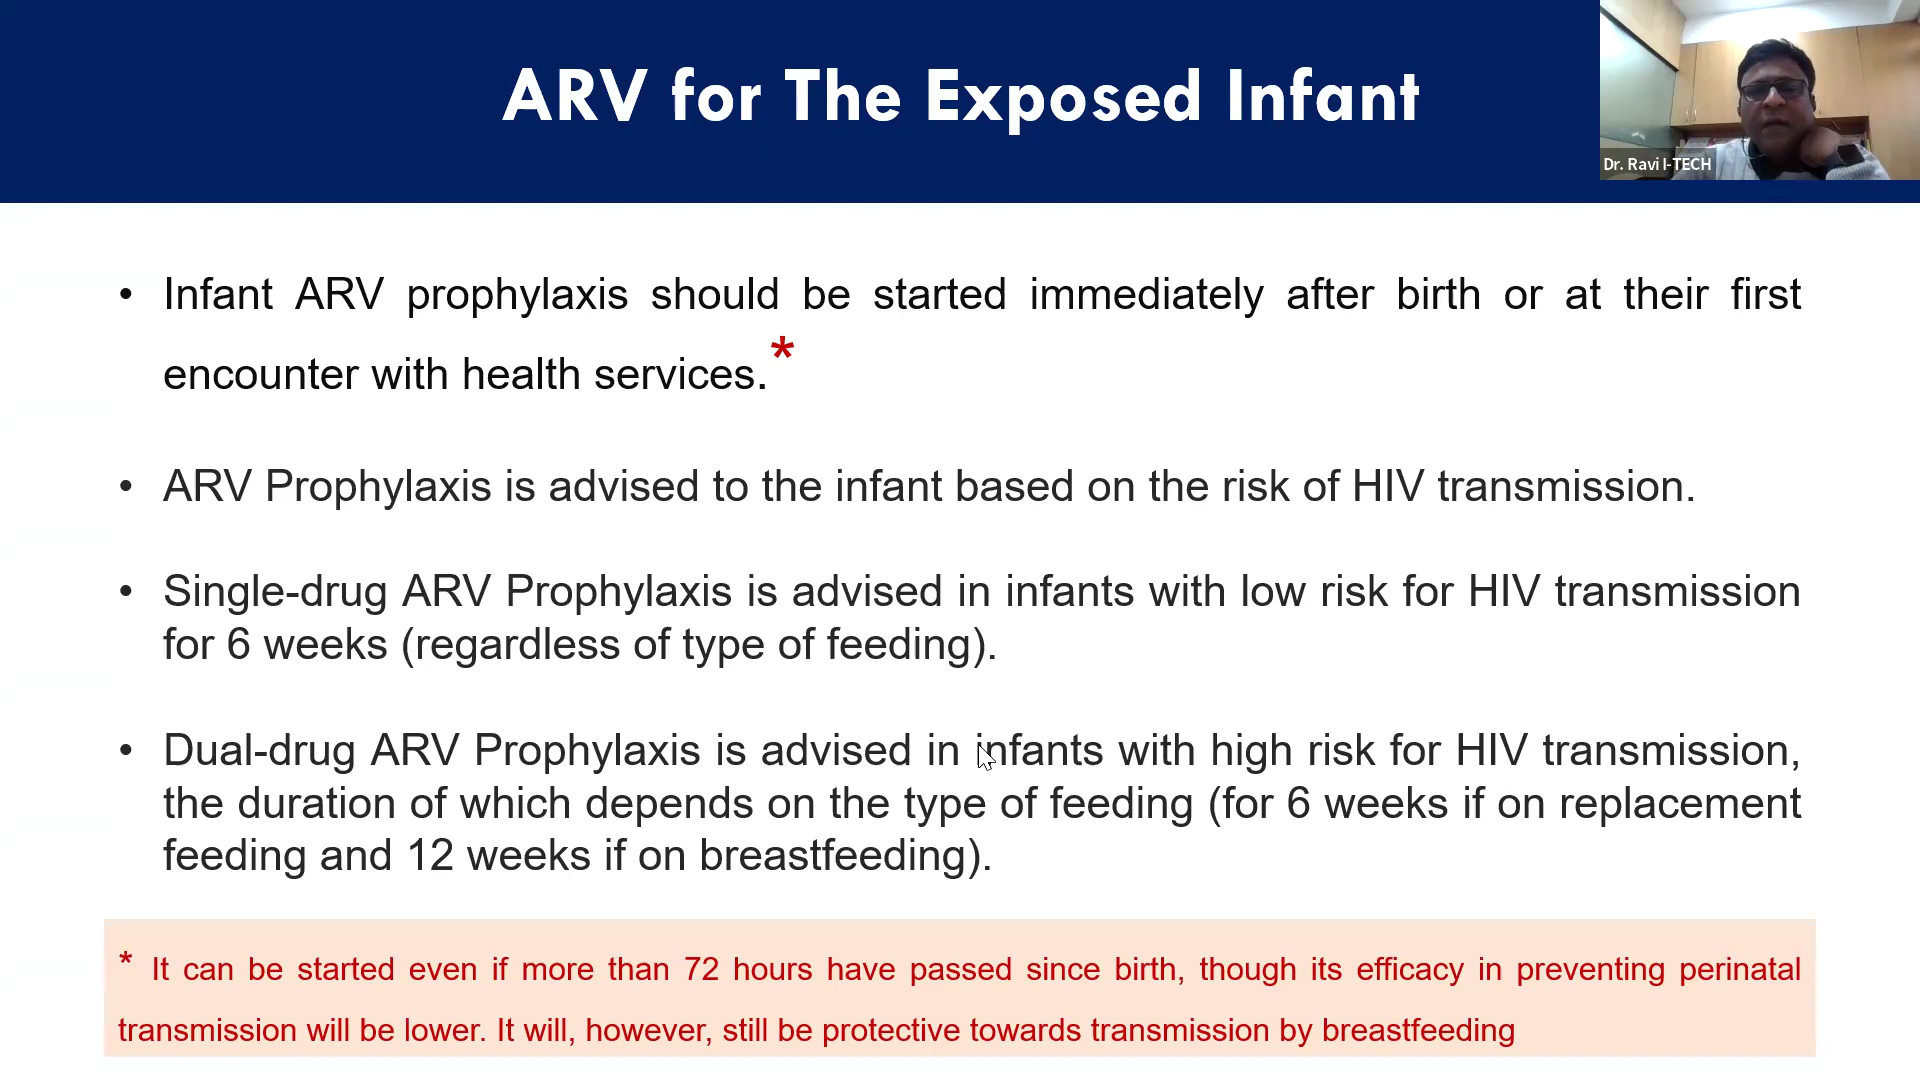 ARV for The Exposed Infant
Dr. Ravi I-TECH
• Infant ARV prophylaxis should be started immediately after birth or at their first
encounter with health services.*
• ARV Prophylaxis is advised to the infant based on the risk of HIV transmission.
• Single-drug ARV Prophylaxis is advised in infants with low risk for HIV transmission
for 6 weeks (regardless of type of feeding).
• Dual-drug ARV Prophylaxis is advised in infants with high risk for HIV transmission,
the duration of which depends on the type of feeding (for 6 weeks if on replacement
feeding and 12 weeks if on breastfeeding).
* It can be started even if more than 72 hours have passed since birth, though its efficacy in preventing perinatal
transmission will be lower. It will, however, still be protective towards transmission by breastfeeding